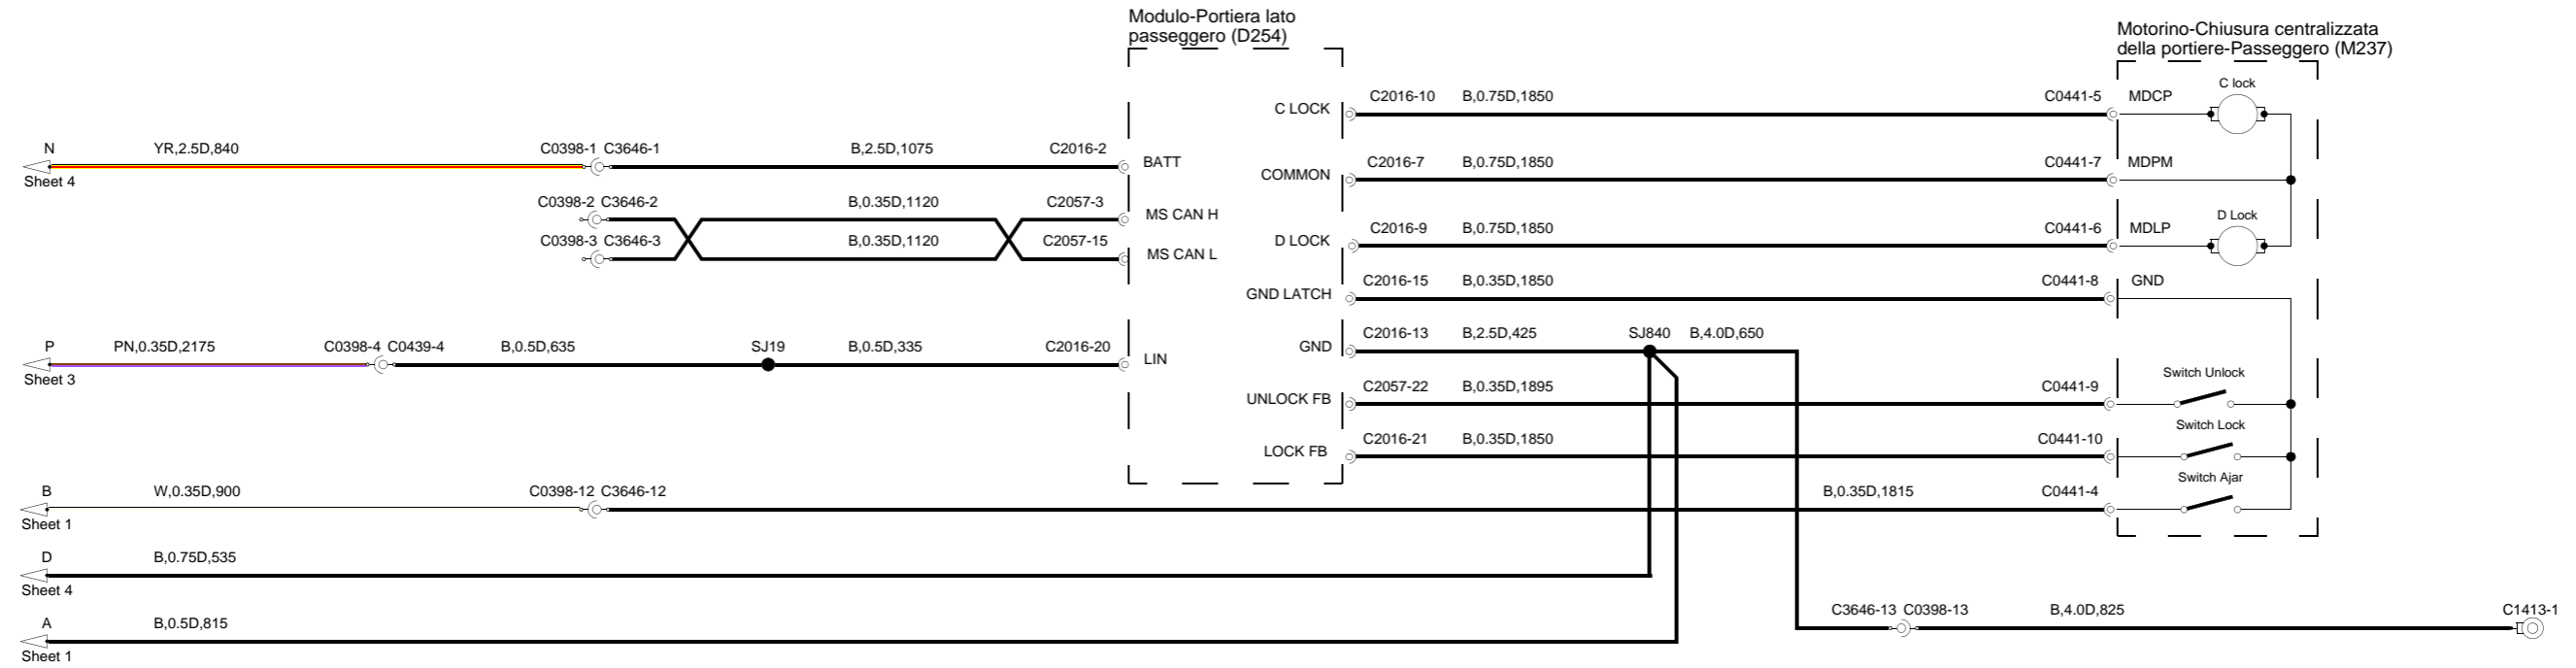 Modulo-Portiera lato
passeggero (D254)
Motorino-Chiusura centralizzata
della portiere-Passeggero (M237)
C lock
C LOCK
C2016-10 B,0.75D,1850
C0441-5 MDCP
N
YR,2.5D,840
C0398-1 C3646-1
B,2.5D,1075
C2016-2
BATT
Sheet 4
COMMON
C2016-7 B,0.75D,1850
C0441-7 MDPM
C0398-2 C3646-2
B,0.35D,1120
C2057-3
MS CAN H
C0398-3 C3646-3
B,0.35D,1120
C2057-15
MS CAN L
D LOCK
C2016-9 B,0.75D,1850
C0441-6 MDLP
D Lock
GND LATCH
C2016-15 B,0.35D,1850
C0441-8 GND
GND
C2016-13 B,2.5D,425
SJ840 B,4.0D,650
P
PN,0.35D,2175
C0398-4 C0439-4
B,0.5D,635
SJ19
B,0.5D,335
C2016-20
LIN
Sheet 3
UNLOCK FB
C2057-22 B,0.35D,1895
C0441-9
Switch Unlock
LOCK FB
C2016-21 B,0.35D,1850
C0441-10
Switch Lock
B
W,0.35D,900
C0398-12 C3646-12
B,0.35D,1815
C0441-4
Switch Ajar
Sheet 1
D
B,0.75D,535
Sheet 4
A
B,0.5D,815
Sheet 1
C3646-13 C0398-13
B,4.0D,825
C1413-1